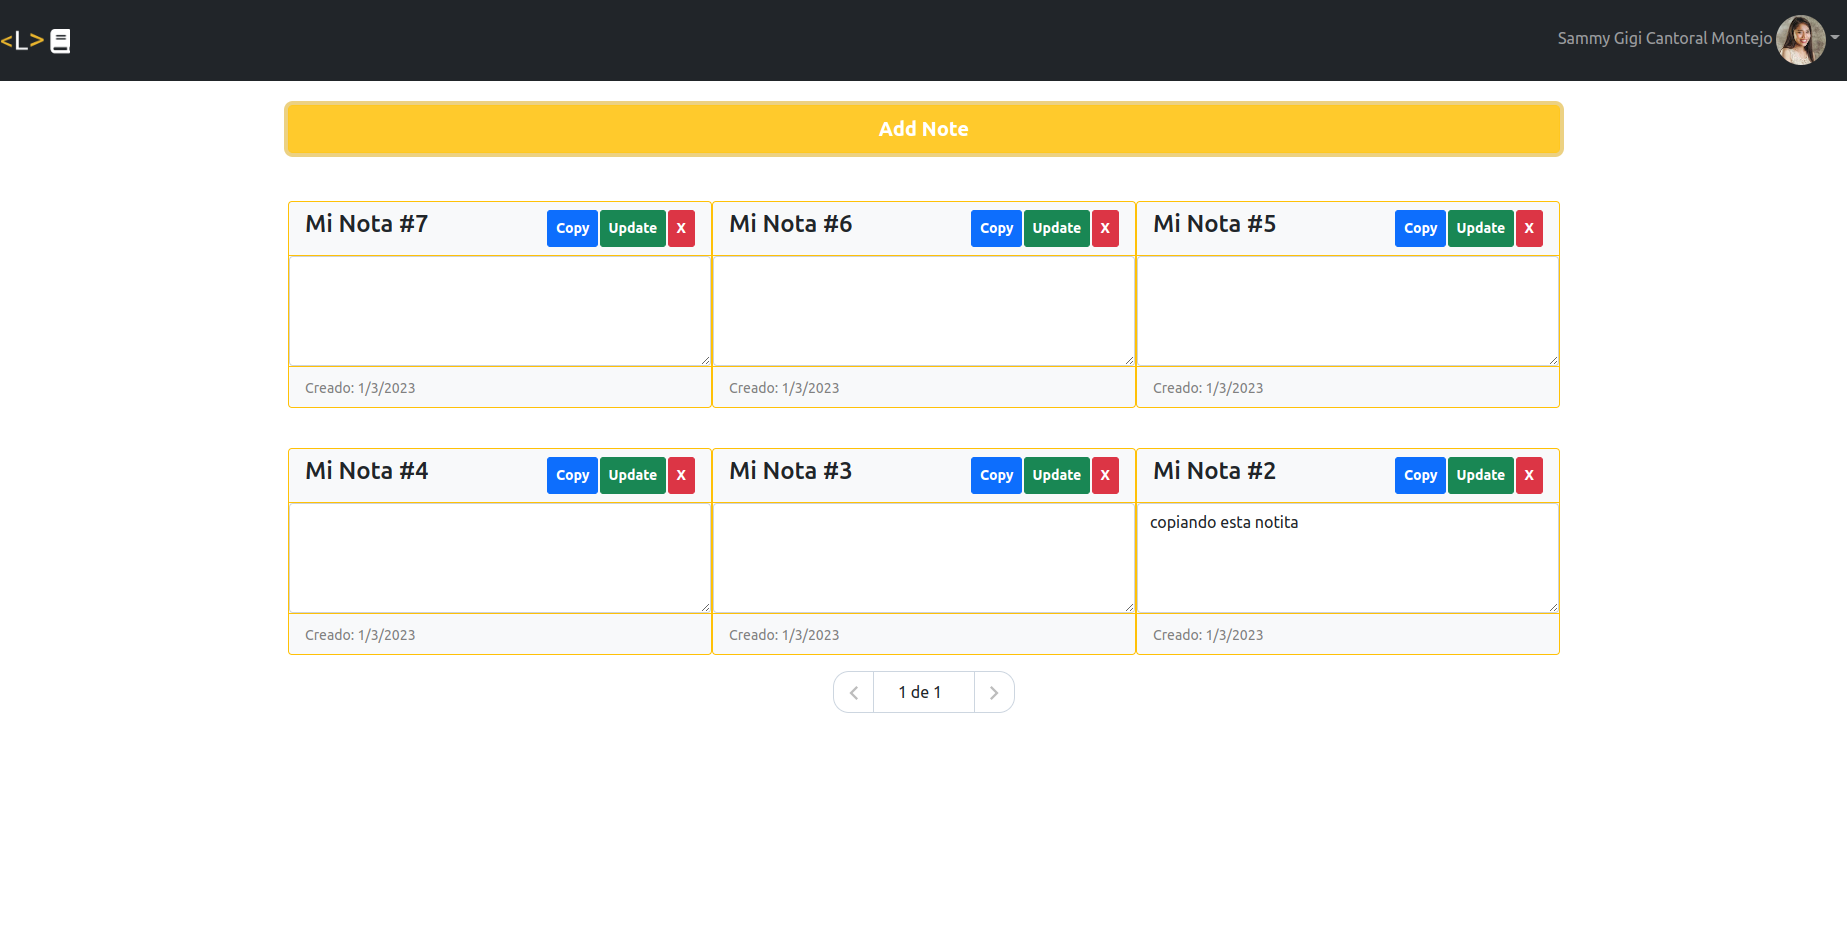 <L>
Sammy Gigi Cantoral Montejo
Add Note
Mi Nota #7 Copy Update X
Mi Nota #6 Copy Update X
Mi Nota #5 Copy Update X
Creado: 1/3/2023
Creado: 1/3/2023
Creado: 1/3/2023
Mi Nota #4 Copy Update X
Mi Nota #3 Copy Update X
Mi Nota #2 Copy Update X
copiando esta notita
Creado: 1/3/2023
Creado: 1/3/2023
Creado: 1/3/2023
1 de 1